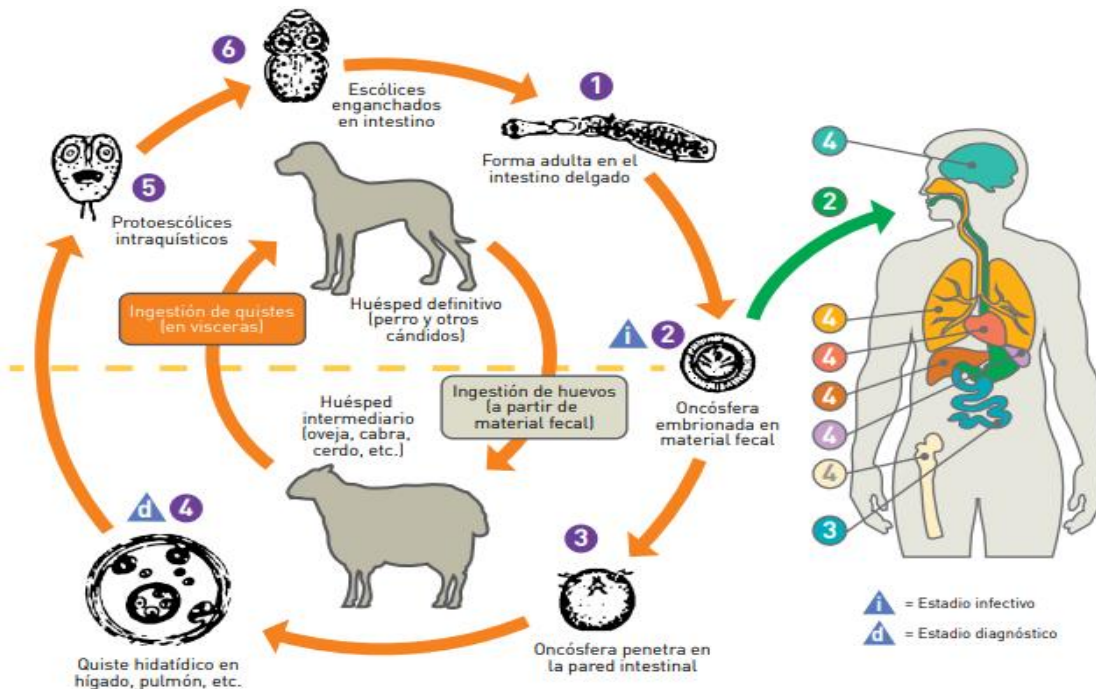 6
Escólices
enganchados
en intestino
1
Forma adulta en el
intestino delgado
5
Protoescólices
intraquísticos
Ingestión de quistes
(en visceras)
Huésped definitivo
(perro y otros
cándidos)
i
2
Oncósfera
embrionada en
material fecal
Ingestión de huevos
(a partir de
material fecal)
Huésped
intermediario
(oveja, cabra,
cerdo, etc.)
d
4
Quiste hidatídico en
hígado, pulmón, etc.
3
Oncósfera penetra en
la pared intestinal
4
2
4
4
4
4
4
3
i = Estadio infectivo
d = Estadio diagnóstico